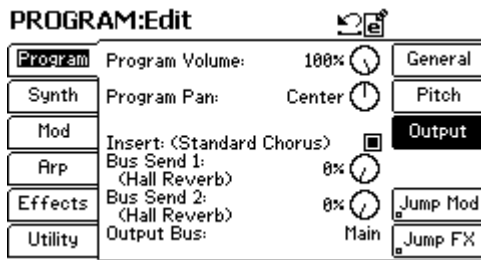 PROGRAM:Edit
Program
Synth
Mod
Arp
Effects
Utility
Program Volume: 100%
Program Pan: Center
Insert: (Standard Chorus)
Bus Send 1: 0%
(Hall Reverb)
Bus Send 2: 0%
(Hall Reverb)
Output Bus: Main
General
Pitch
Output
Jump Mod
Jump FX